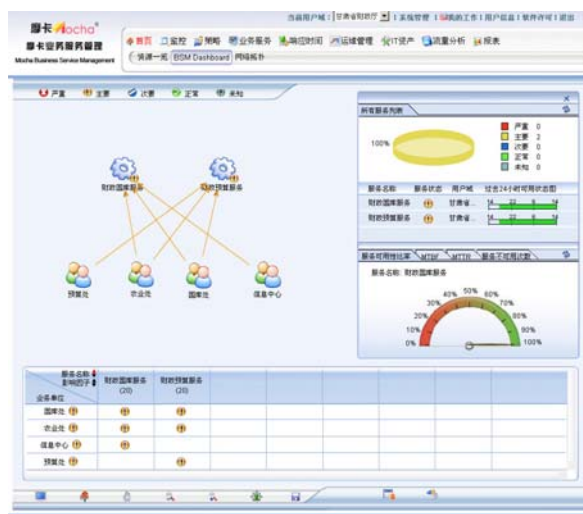 当前用户域：甘肃省财政厅 | 系统管理 | 我的工作 | 用户信息 | 软件许可 | 退出
摩卡 Mocha
摩卡业务服务管理
Mocha Business Service Management
首页 监控 策略 业务服务 响应时间 运维管理 IT资产 流量分析 报表
资源一览 BSM Dashboard 网络拓扑
严重 主要 次要 正常 未知
财政国库服务 财政预算服务
预算处 农业处 国库处 信息中心
所有服务列表
100%
严重 0
主要 2
次要 0
正常 0
未知 0
服务名称 服务状态 用户域 过去24小时可用状态图
财政国库服务 甘肃省... 14 22 6 14
财政预算服务 甘肃省... 14 22 6 14
服务可用性比率 MTBF MTTR 服务不可用次数
服务名称：财政国库服务
0% 10% 20% 30% 40% 50% 60% 70% 80% 90% 100%
服务名称
影响因子
业务单位
财政国库服务 (20) 财政预算服务 (20)
国库处
农业处
信息中心
预算处